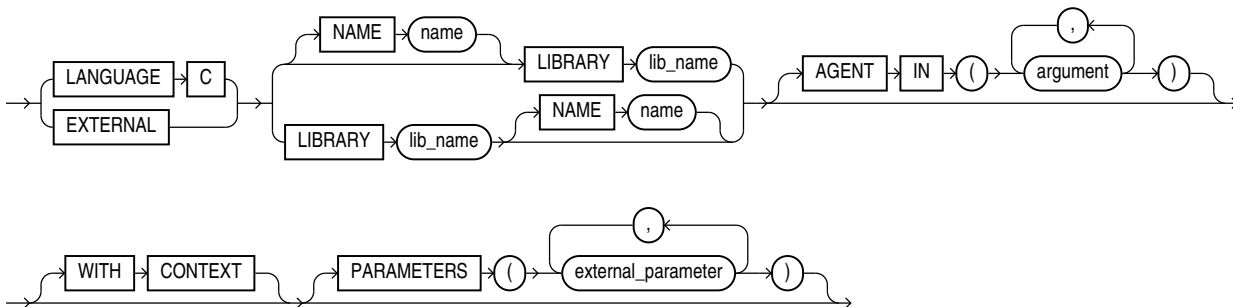 NAME name
LANGUAGE C LIBRARY lib_name AGENT IN ( , argument )
EXTERNAL NAME name
LIBRARY lib_name
WITH CONTEXT PARAMETERS ( , external_parameter )